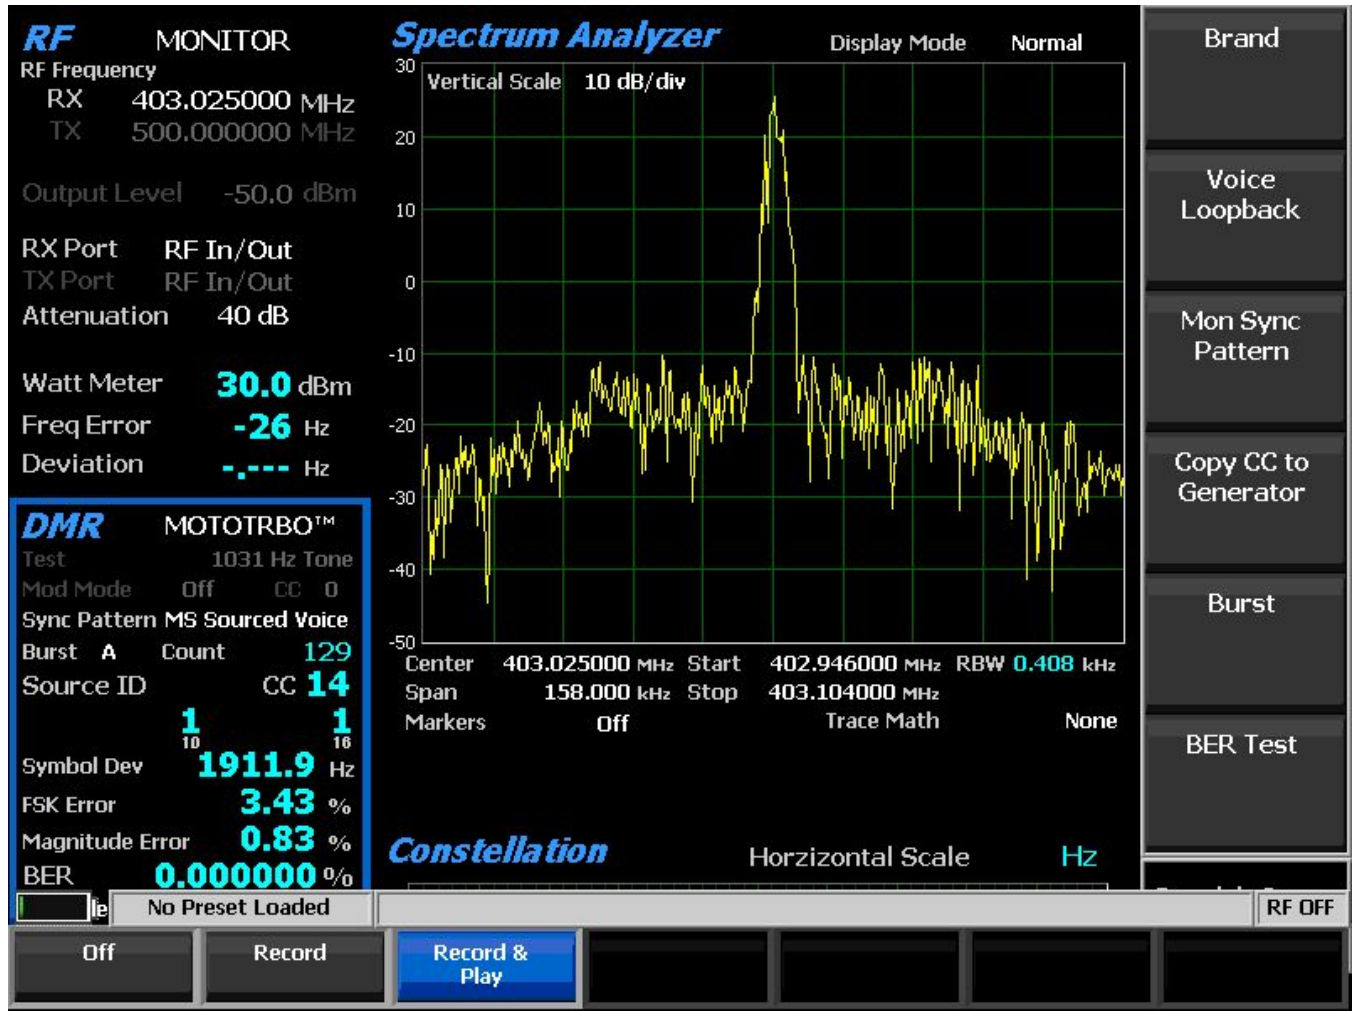 RF MONITOR
RF Frequency
RX 403.025000 MHz
TX 500.000000 MHz
Output Level -50.0 dBm
RX Port RF In/Out
TX Port RF In/Out
Attenuation 40 dB
Watt Meter 30.0 dBm
Freq Error -26 Hz
Deviation -.--- Hz
DMR MOTOTRBO™
Test 1031 Hz Tone
Mod Mode Off CC 0
Sync Pattern MS Sourced Voice
Burst A Count 129
Source ID CC 14
1 1
10 16
Symbol Dev 1911.9 Hz
FSK Error 3.43 %
Magnitude Error 0.83 %
BER 0.000000 %
Spectrum Analyzer Display Mode Normal
Vertical Scale 10 dB/div
30
20
10
0
-10
-20
-30
-40
-50
Center 403.025000 MHz Start 402.946000 MHz RBW 0.408 kHz
Span 158.000 kHz Stop 403.104000 MHz
Markers Off Trace Math None
Constellation Horzizontal Scale Hz
Brand
Voice
Loopback
Mon Sync
Pattern
Copy CC to
Generator
Burst
BER Test
No Preset Loaded RF OFF
Off Record Record &
Play